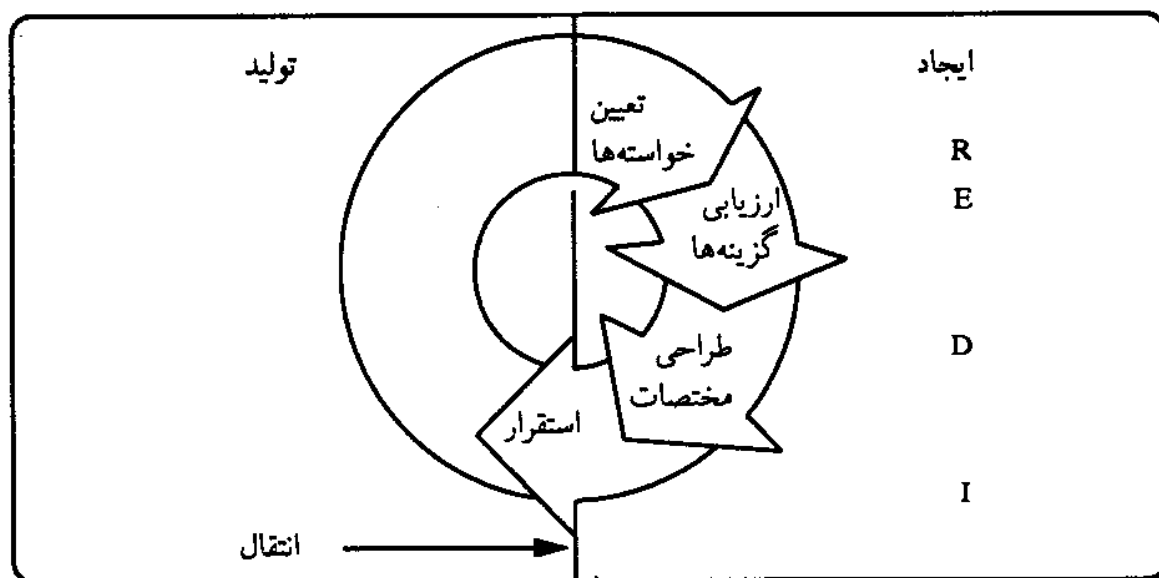 ایجاد
تولید
R
E
D
I
تعیین
خواسته‌ها
ارزیابی
گزینه‌ها
طراحی
مختصات
استقرار
انتقال